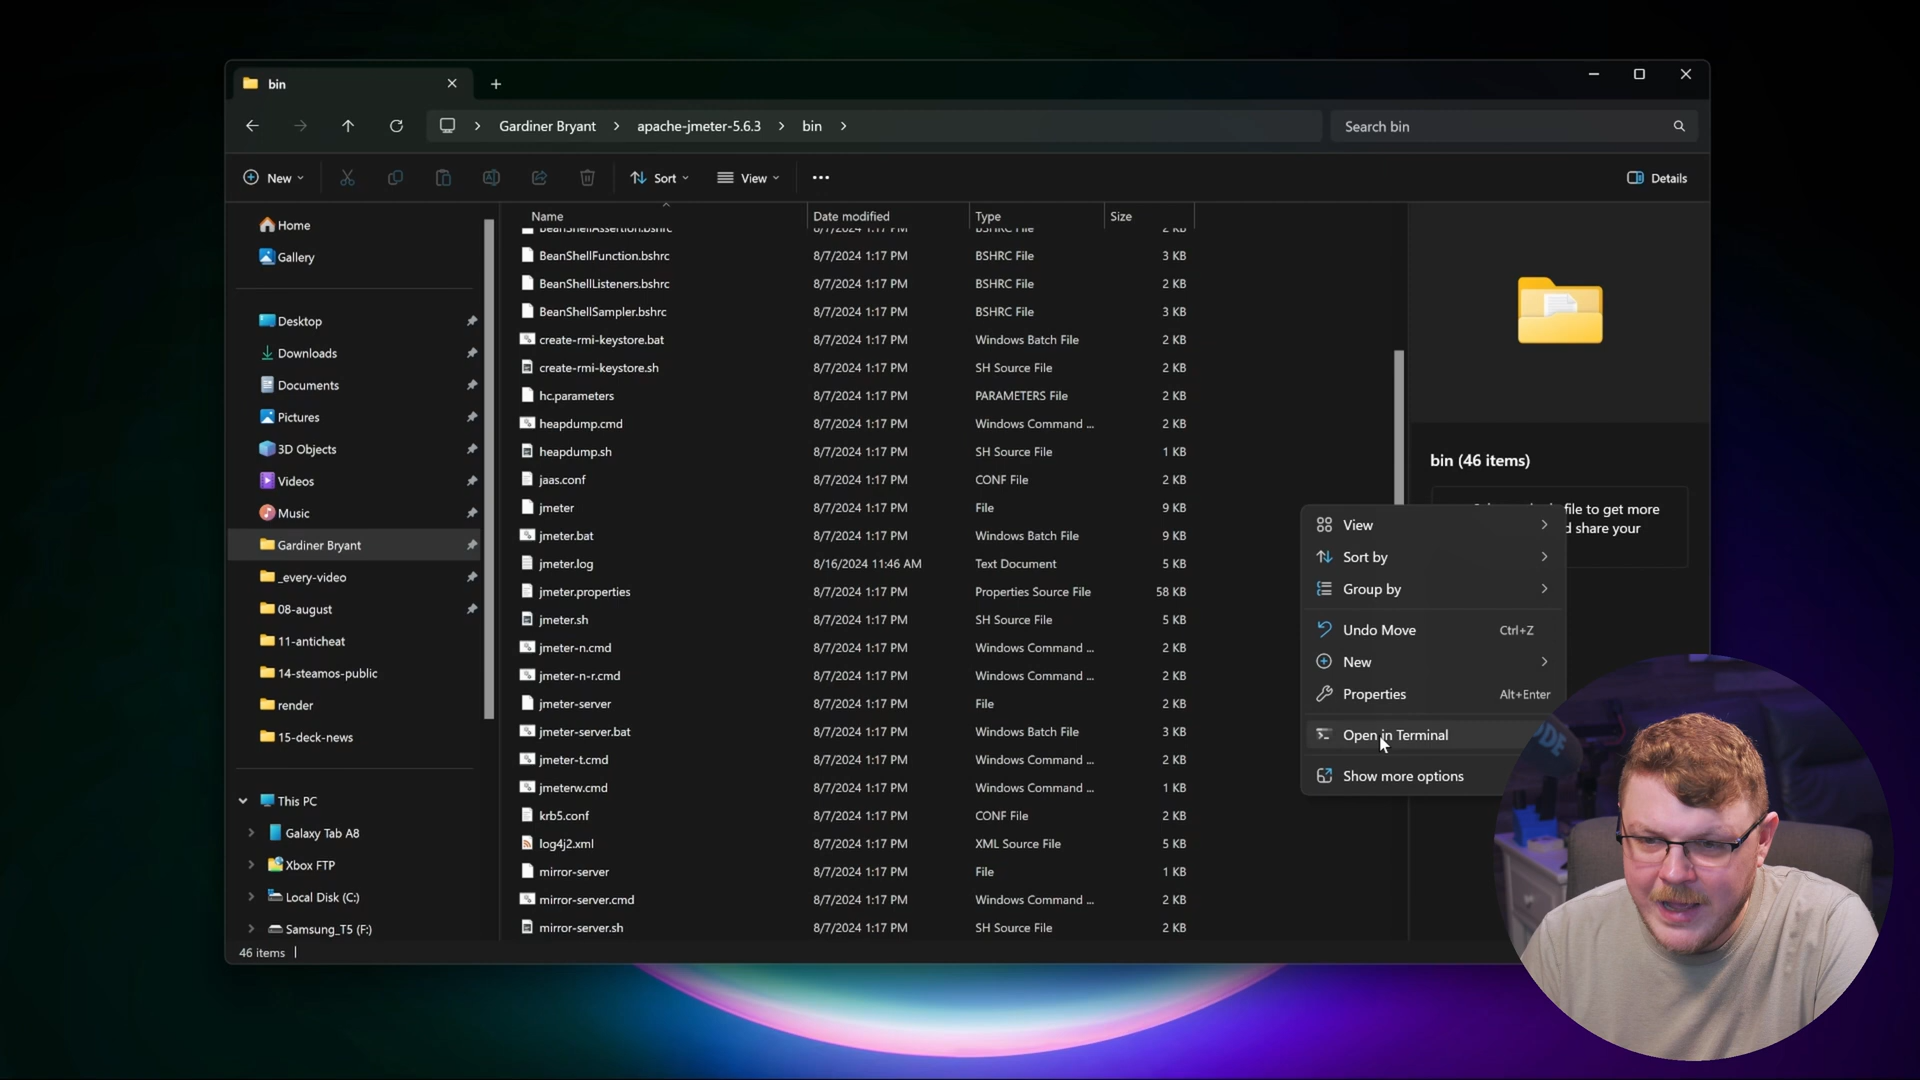 bin
Gardiner Bryant
apache-jmeter-5.6.3
bin
Search bin
New
Sort
View
Details
Home
Gallery
Desktop
Downloads
Documents
Pictures
3D Objects
Videos
Music
Gardiner Bryant
_every-video
08-august
11-anticheat
14-steamos-public
render
15-deck-news
This PC
Galaxy Tab A8
Xbox FTP
Local Disk (C:)
Samsung_T5 (F:)
46 items
Name Date modified Type Size
BeanShellAssertion.bshrc 8/7/2024 1:17 PM BSHRC File 2 KB
BeanShellFunction.bshrc 8/7/2024 1:17 PM BSHRC File 3 KB
BeanShellListeners.bshrc 8/7/2024 1:17 PM BSHRC File 2 KB
BeanShellSampler.bshrc 8/7/2024 1:17 PM BSHRC File 3 KB
create-rmi-keystore.bat 8/7/2024 1:17 PM Windows Batch File 2 KB
create-rmi-keystore.sh 8/7/2024 1:17 PM SH Source File 2 KB
hc.parameters 8/7/2024 1:17 PM PARAMETERS File 2 KB
heapdump.cmd 8/7/2024 1:17 PM Windows Command ... 2 KB
heapdump.sh 8/7/2024 1:17 PM SH Source File 1 KB
jaas.conf 8/7/2024 1:17 PM CONF File 2 KB
jmeter 8/7/2024 1:17 PM File 9 KB
jmeter.bat 8/7/2024 1:17 PM Windows Batch File 9 KB
jmeter.log 8/16/2024 11:46 AM Text Document 5 KB
jmeter.properties 8/7/2024 1:17 PM Properties Source File 58 KB
jmeter.sh 8/7/2024 1:17 PM SH Source File 5 KB
jmeter-n.cmd 8/7/2024 1:17 PM Windows Command ... 2 KB
jmeter-n-r.cmd 8/7/2024 1:17 PM Windows Command ... 2 KB
jmeter-server 8/7/2024 1:17 PM File 2 KB
jmeter-server.bat 8/7/2024 1:17 PM Windows Batch File 3 KB
jmeter-t.cmd 8/7/2024 1:17 PM Windows Command ... 2 KB
jmeterw.cmd 8/7/2024 1:17 PM Windows Command ... 1 KB
krb5.conf 8/7/2024 1:17 PM CONF File 2 KB
log4j2.xml 8/7/2024 1:17 PM XML Source File 5 KB
mirror-server 8/7/2024 1:17 PM File 1 KB
mirror-server.cmd 8/7/2024 1:17 PM Windows Command ... 2 KB
mirror-server.sh 8/7/2024 1:17 PM SH Source File 2 KB
bin (46 items)
file to get more
share your
View
Sort by
Group by
Undo Move Ctrl+Z
New
Properties Alt+Enter
Open in Terminal
Show more options